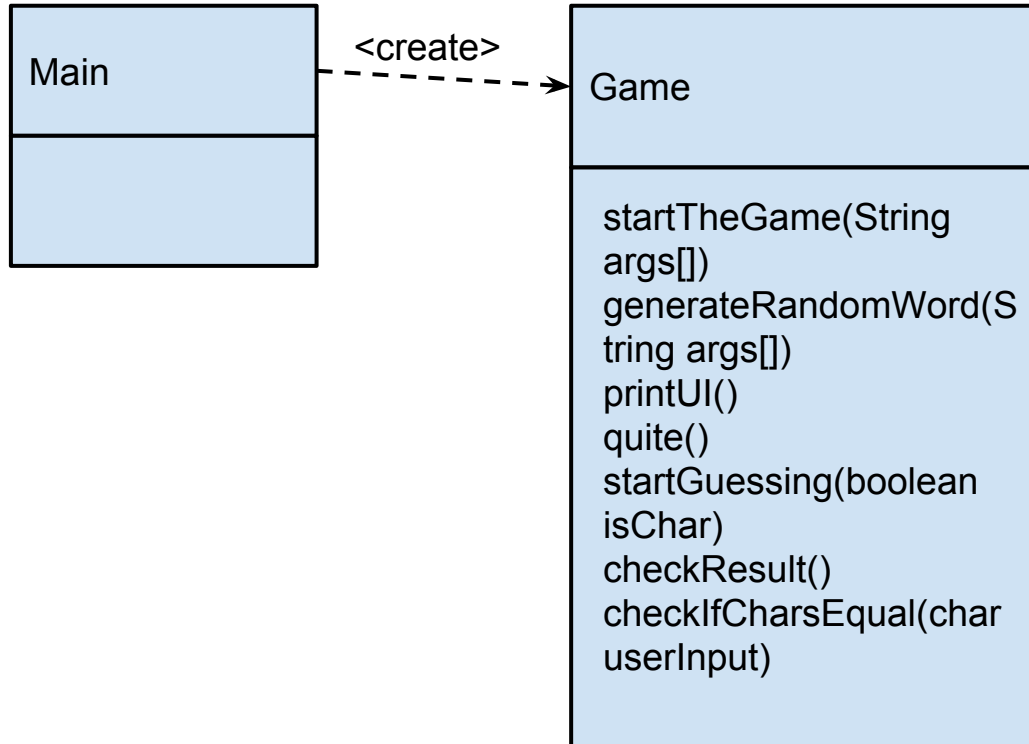 <create>
Main
Game
startTheGame(String
args[])
generateRandomWord(S
tring args[])
printUI()
quite()
startGuessing(boolean
isChar)
checkResult()
checkIfCharsEqual(char
userInput)